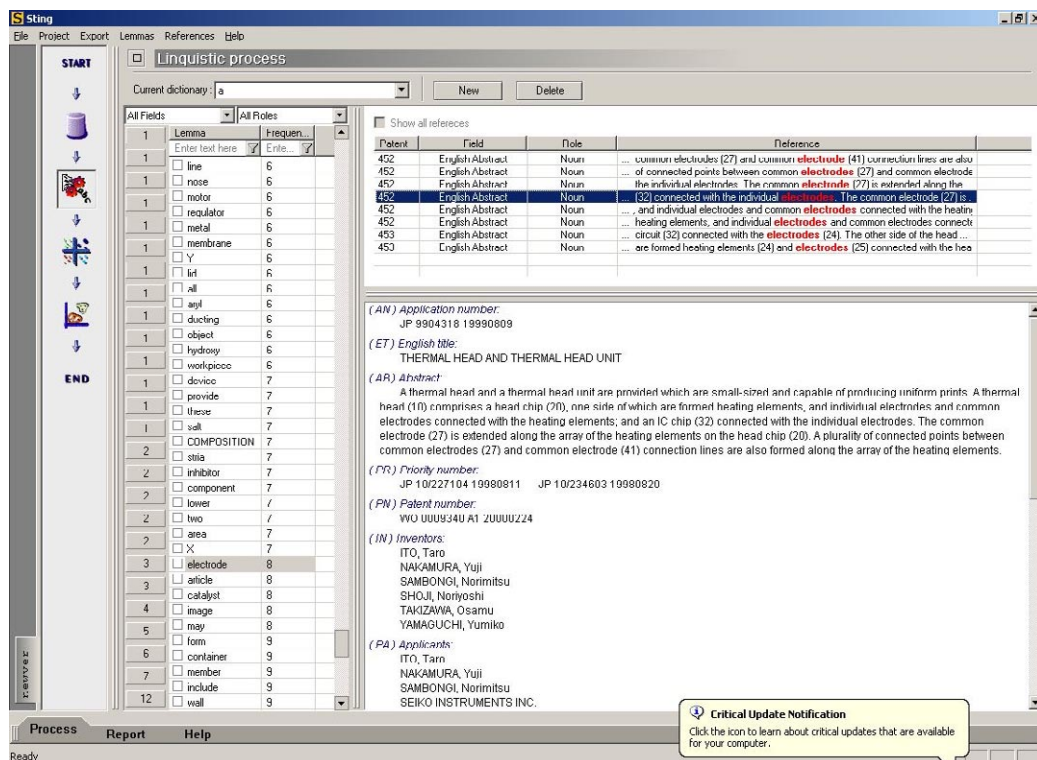 Sting
File Project Export Lemmas References Help
START
END
newver
Linquistic process
Current dictionary : a
New
Delete
All Fields
All Roles
Lemma Frequen...
Enter text here Ente...
line 6
nose 6
motor 6
regulator 6
metal 6
membrane 6
Y 6
lid 6
all 6
aryl 6
ducting 6
object 6
hydroxy 6
workpiece 6
device 7
provide 7
these 7
salt 7
COMPOSITION 7
stria 7
inhibitor 7
component 7
lower 7
two 7
area 7
X 7
electrode 8
article 8
catalyst 8
image 8
may 8
form 9
container 9
member 9
include 9
wall 9
1
1
1
1
1
1
1
1
1
1
1
1
1
1
2
2
2
2
2
3
3
4
5
6
7
12
Show all refereces
Patent Field Role Reference
452 English Abstract Noun ... common electrodes (27) and common electrode (41) connection lines are also
452 English Abstract Noun ... of connected points between common electrodes (27) and common electrode
452 English Abstract Noun the individual electrodes. The common electrode (27) is extended along the
452 English Abstract Noun ... (32) connected with the individual electrodes. The common electrode (27) is .
452 English Abstract Noun ... , and individual electrodes and common electrodes connected with the heating
452 English Abstract Noun ... heating elements, and individual electrodes and common electrodes connecte
453 English Abstract Noun circuit (32) connected with the electrodes (24). The other side of the head ...
453 English Abstract Noun ... are formed heating elements (24) and electrodes (25) connected with the hea
(AN) Application number:
JP 9904318 19990809
(ET) English title:
THERMAL HEAD AND THERMAL HEAD UNIT
(AB) Abstract:
A thermal head and a thermal head unit are provided which are small-sized and capable of producing uniform prints. A thermal
head (10) comprises a head chip (20), one side of which are formed heating elements, and individual electrodes and common
electrodes connected with the heating elements; and an IC chip (32) connected with the individual electrodes. The common
electrode (27) is extended along the array of the heating elements on the head chip (20). A plurality of connected points between
common electrodes (27) and common electrode (41) connection lines are also formed along the array of the heating elements.
(PR) Priority number:
JP 10/227104 19980811 JP 10/234603 19980820
(PN) Patent number:
WO 0009340 A1 20000224
(IN) Inventors:
ITO, Taro
NAKAMURA, Yuji
SAMBONGI, Norimitsu
SHOJI, Noriyoshi
TAKIZAWA, Osamu
YAMAGUCHI, Yumiko
(PA) Applicants:
ITO, Taro
NAKAMURA, Yuji
SAMBONGI, Norimitsu
SEIKO INSTRUMENTS INC.
Critical Update Notification
Click the icon to learn about critical updates that are available
for your computer.
Process Report Help
Ready